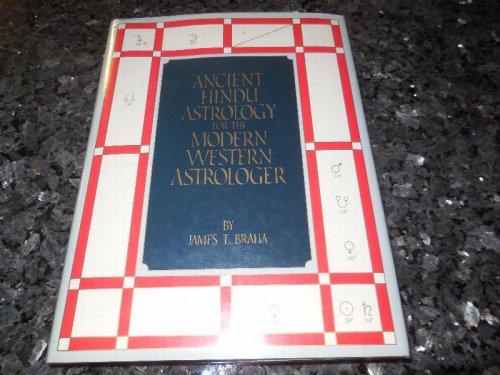 ANCIENT
HINDU
ASTROLOGY
FOR THE
MODERN
WESTERN
ASTROLOGER
BY
JAMES T. BRAHA